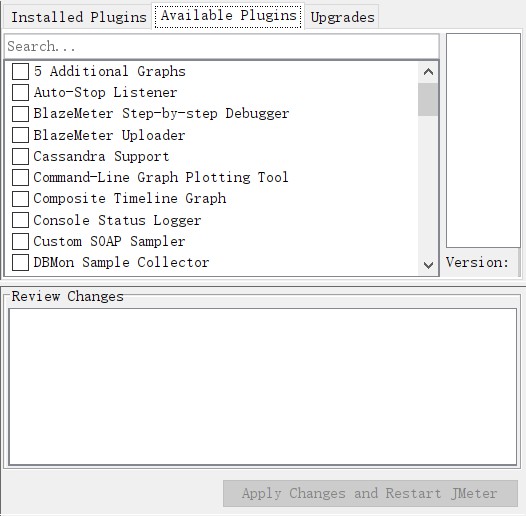 Installed Plugins Available Plugins Upgrades
Search...
5 Additional Graphs
Auto-Stop Listener
BlazeMeter Step-by-step Debugger
BlazeMeter Uploader
Cassandra Support
Command-Line Graph Plotting Tool
Composite Timeline Graph
Console Status Logger
Custom SOAP Sampler
DBMon Sample Collector
Version:
Review Changes
Apply Changes and Restart JMeter